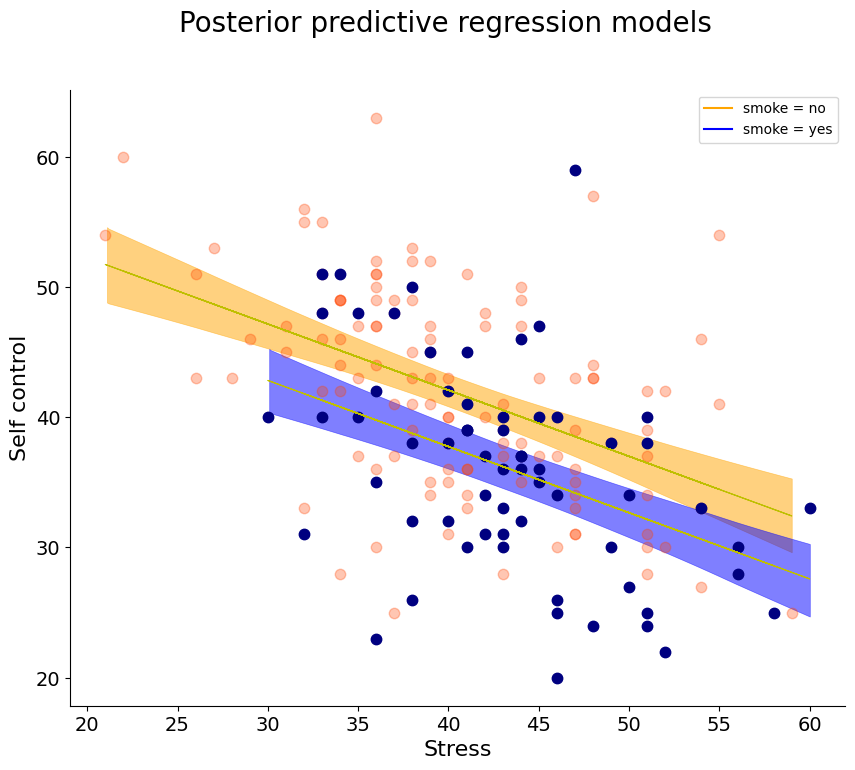 Posterior predictive regression models
smoke = no
smoke = yes
60
50
40
30
20
Self control
20 25 30 35 40 45 50 55 60
Stress